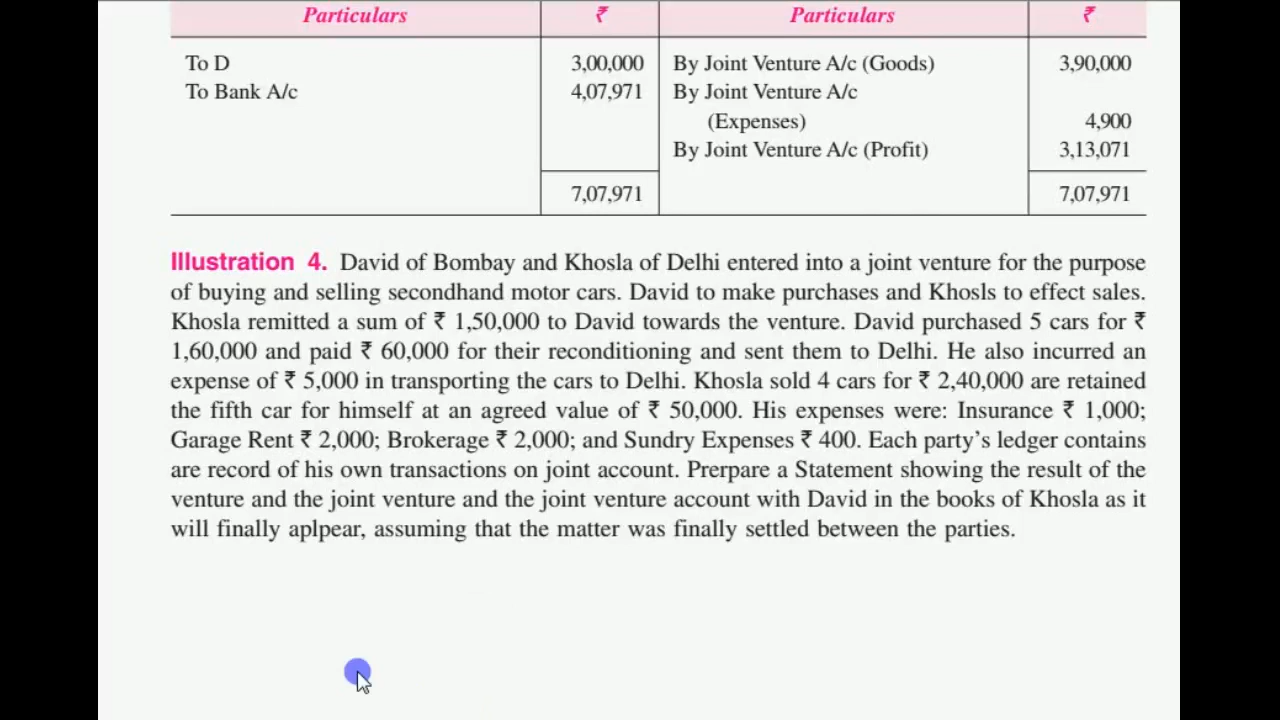 Particulars ₹ Particulars ₹
To D 3,00,000 By Joint Venture A/c (Goods) 3,90,000
To Bank A/c 4,07,971 By Joint Venture A/c
(Expenses) 4,900
By Joint Venture A/c (Profit) 3,13,071
7,07,971 7,07,971
Illustration 4. David of Bombay and Khosla of Delhi entered into a joint venture for the purpose
of buying and selling secondhand motor cars. David to make purchases and Khosls to effect sales.
Khosla remitted a sum of ₹ 1,50,000 to David towards the venture. David purchased 5 cars for ₹
1,60,000 and paid ₹ 60,000 for their reconditioning and sent them to Delhi. He also incurred an
expense of ₹ 5,000 in transporting the cars to Delhi. Khosla sold 4 cars for ₹ 2,40,000 are retained
the fifth car for himself at an agreed value of ₹ 50,000. His expenses were: Insurance ₹ 1,000;
Garage Rent ₹ 2,000; Brokerage ₹ 2,000; and Sundry Expenses ₹ 400. Each party's ledger contains
are record of his own transactions on joint account. Prerpare a Statement showing the result of the
venture and the joint venture and the joint venture account with David in the books of Khosla as it
will finally aplpear, assuming that the matter was finally settled between the parties.